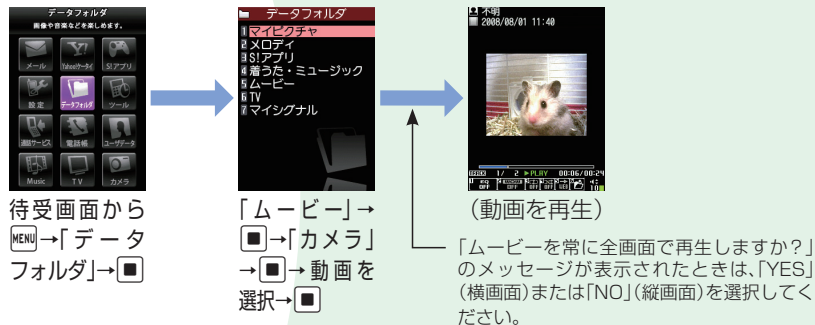 データフォルダ
画像や音楽などを楽しめます。
メール
Yahoo!ケータイ
S!アプリ
設定
データフォルダ
ツール
通話サービス
電話帳
ユーザデータ
Music
TV
カメラ
待受画面から
MENU→「データ
フォルダ」→■
データフォルダ
1マイピクチャ
2メロディ
3S!アプリ
4着うた・ミュージック
5ムービー
6TV
7マイシグナル
「ムービー」→
■→「カメラ」
→■→動画を
選択→■
不明
2008/08/01 11:40
1/ 2 ►PLAY 00:06/00:29
OFF OFF OFF OFF 10
(動画を再生)
「ムービーを常に全画面で再生しますか?」
のメッセージが表示されたときは、「YES」
(横画面)または「NO」(縦画面)を選択してく
ださい。